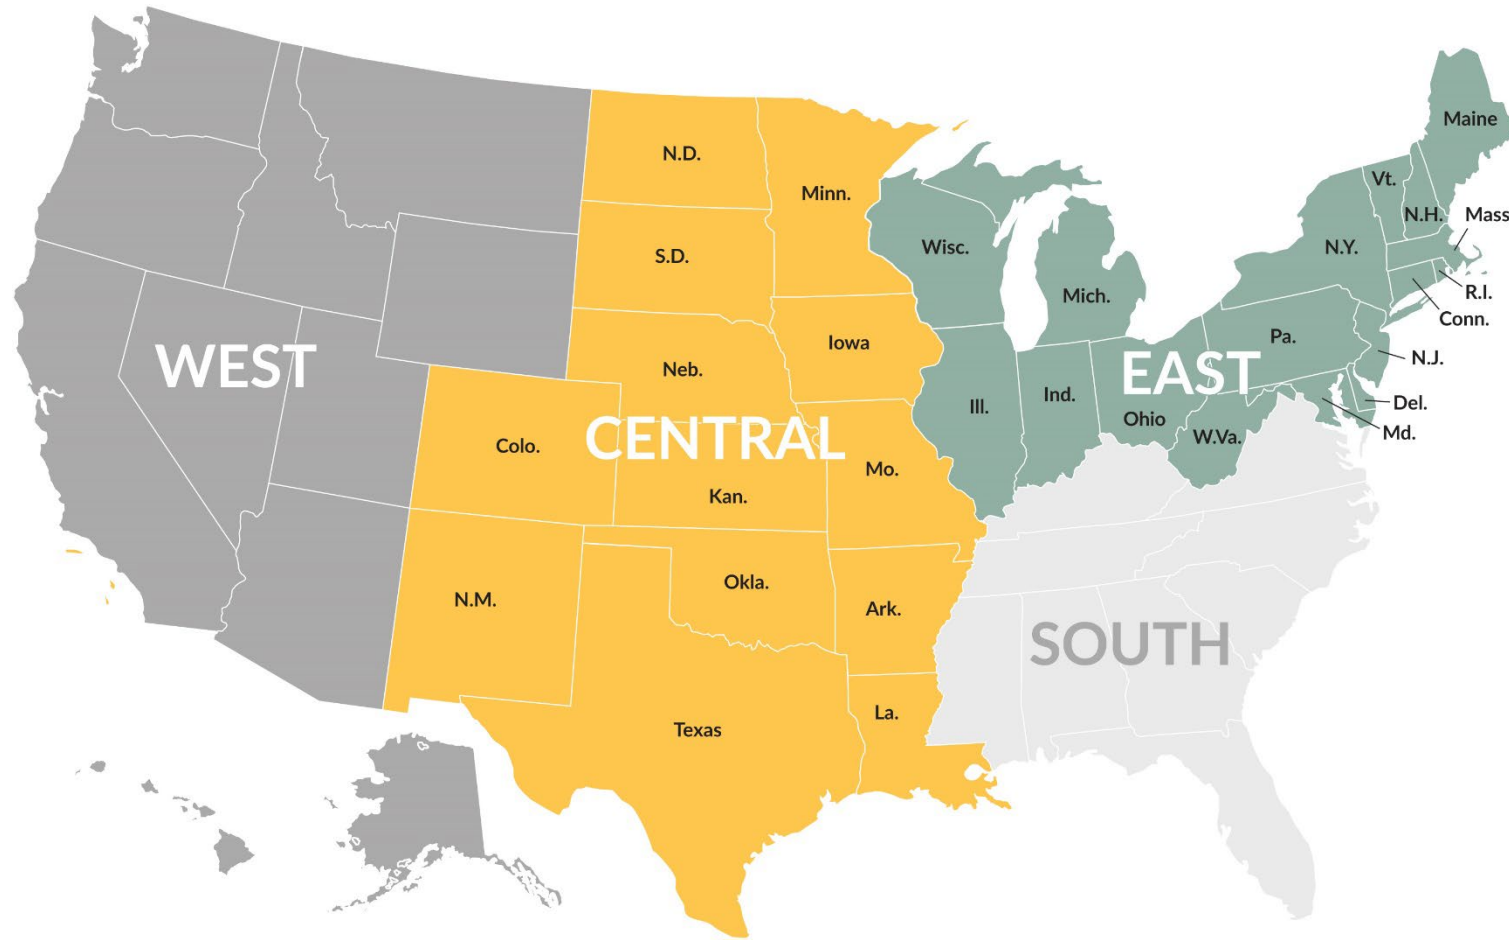 Maine
N.D.
Vt.
Minn.
N.H.
Mass
Wisc.
N.Y.
S.D.
Mich.
R.I.
Conn.
Pa.
Iowa
N.J.
WEST
Neb.
EAST
Ind.
Ill.
Del.
Ohio
Md.
CENTRAL
W.Va.
Colo.
Mo.
Kan.
Okla.
N.M.
Ark.
SOUTH
La.
Texas